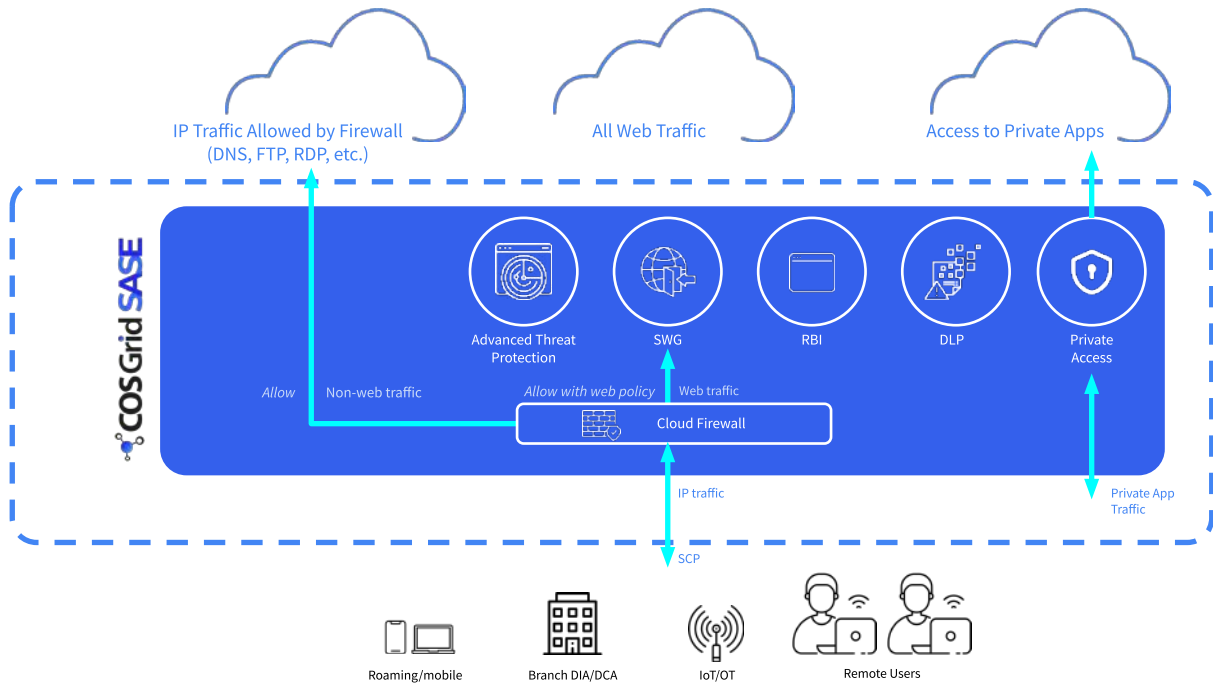 IP Traffic Allowed by Firewall
(DNS, FTP, RDP, etc.)
All Web Traffic
Access to Private Apps
COSGrid SASE
Advanced Threat
Protection
SWG
RBI
DLP
Private
Access
Allow
Non-web traffic
Allow with web policy
Web traffic
Cloud Firewall
IP traffic
Private App
Traffic
SCP
Roaming/mobile
Branch DIA/DCA
IoT/OT
Remote Users